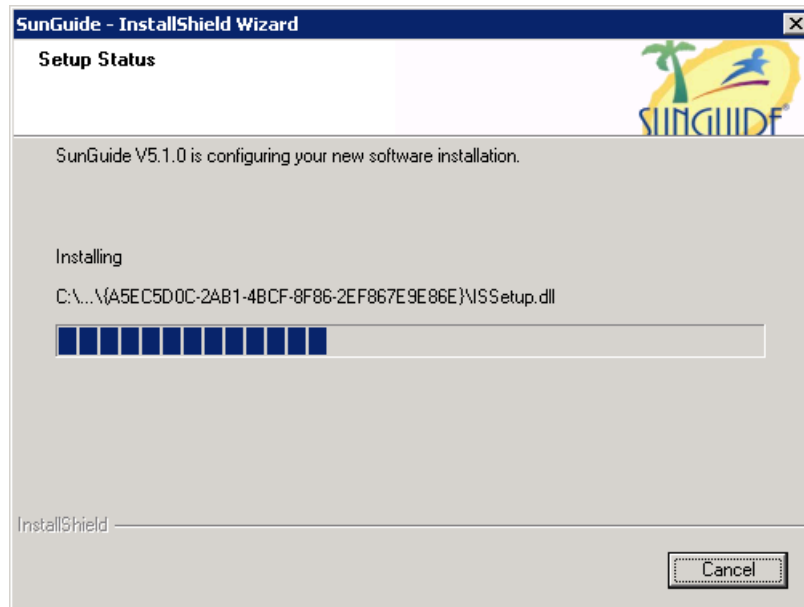 SunGuide - InstallShield Wizard
Setup Status
SUNGUIDE®
SunGuide V5.1.0 is configuring your new software installation.
Installing
C:\...\{A5EC5D0C-2AB1-4BCF-8F86-2EF867E9E86E}\ISSetup.dll
InstallShield
Cancel